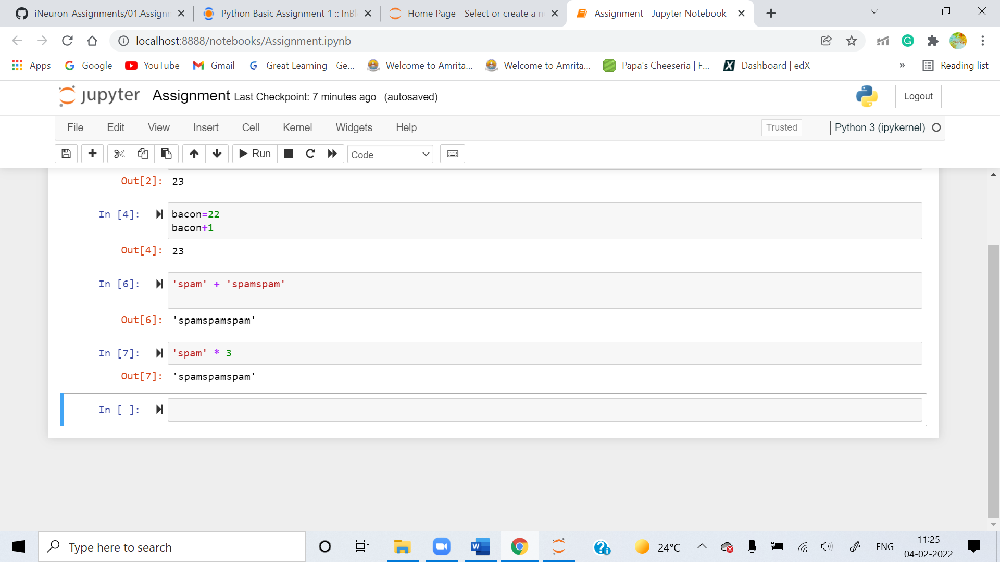 iNeuron-Assignments/01.Assignm
Python Basic Assignment 1 :: InBl
Home Page - Select or create a n
Assignment - Jupyter Notebook
localhost:8888/notebooks/Assignment.ipynb
Apps Google YouTube Gmail Great Learning - Ge... Welcome to Amrita... Welcome to Amrita... Papa's Cheeseria | F... Dashboard | edX » Reading list
jupyter Assignment Last Checkpoint: 7 minutes ago (autosaved) Logout
File Edit View Insert Cell Kernel Widgets Help Trusted Python 3 (ipykernel)
Run Code
Out[2]: 23
In [4]: bacon=22
bacon+1
Out[4]: 23
In [6]: 'spam' + 'spamspam'
Out[6]: 'spamspamspam'
In [7]: 'spam' * 3
Out[7]: 'spamspamspam'
In [ ]:
Type here to search 24°C ENG 11:25
04-02-2022